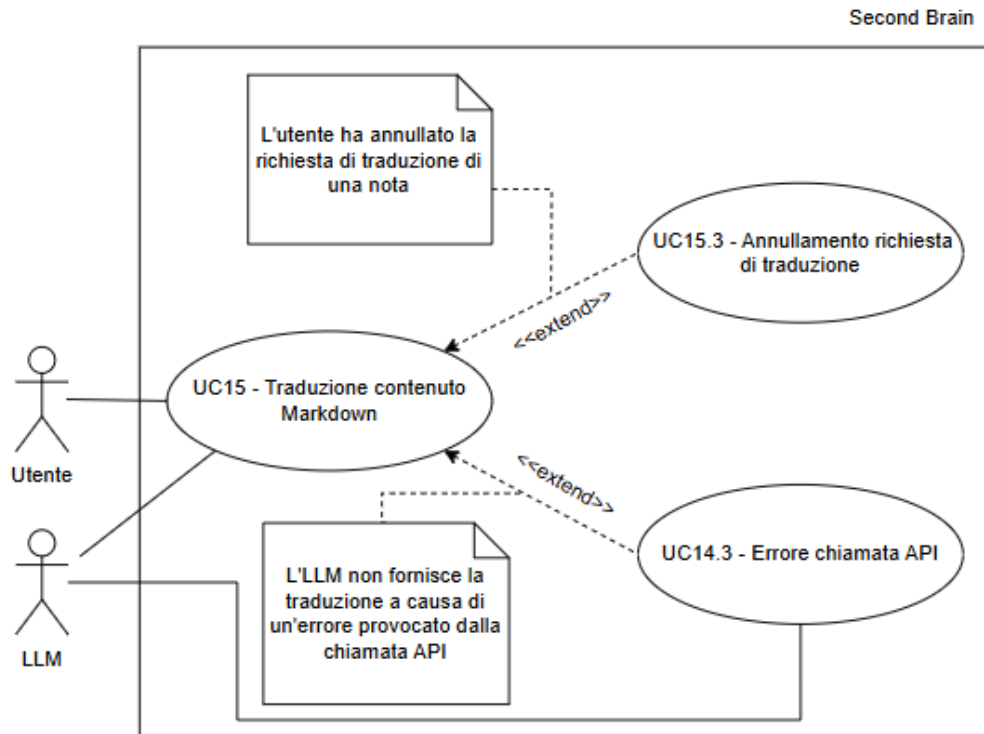 Second Brain
L'utente ha annullato la
richiesta di traduzione di
una nota
UC15.3 - Annullamento richiesta
di traduzione
<<extend>>
UC15 - Traduzione contenuto
Markdown
Utente
<<extend>>
UC14.3 - Errore chiamata API
L'LLM non fornisce la
traduzione a causa di
un'errore provocato dalla
chiamata API
LLM